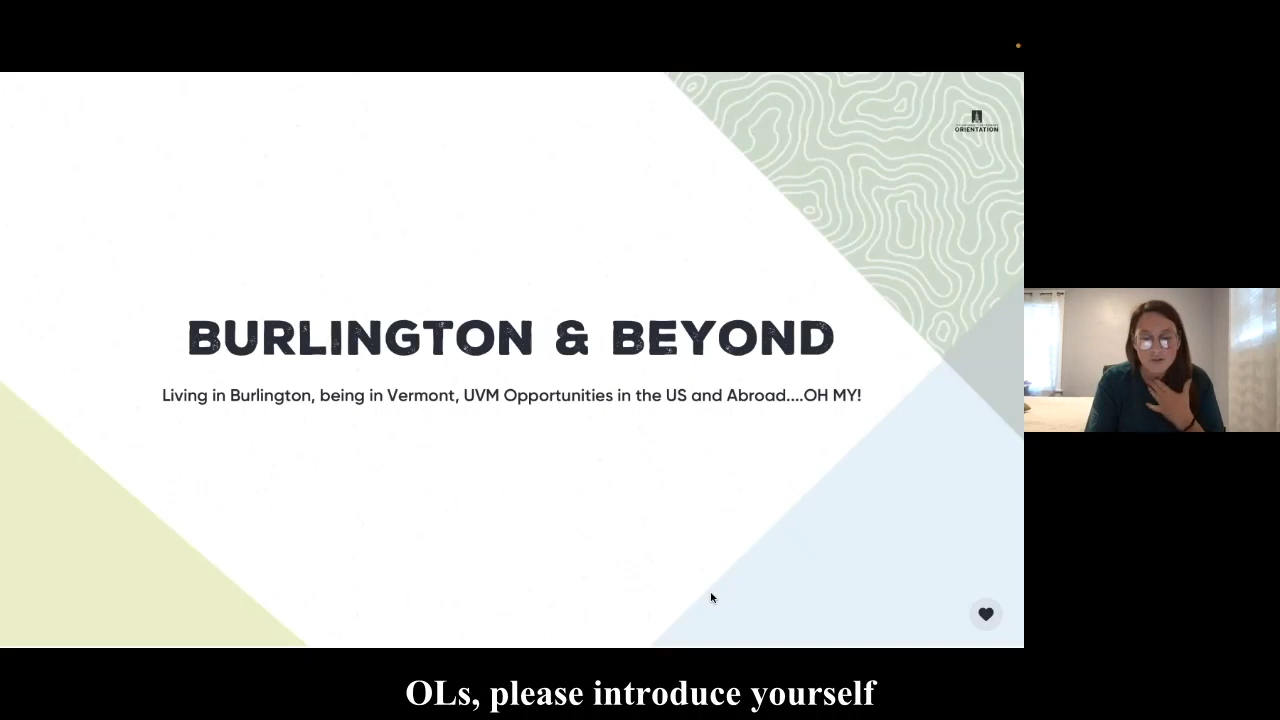 ORIENTATION
BURLINGTON & BEYOND
Living in Burlington, being in Vermont, UVM Opportunities in the US and Abroad....OH MY!
OLs, please introduce yourself